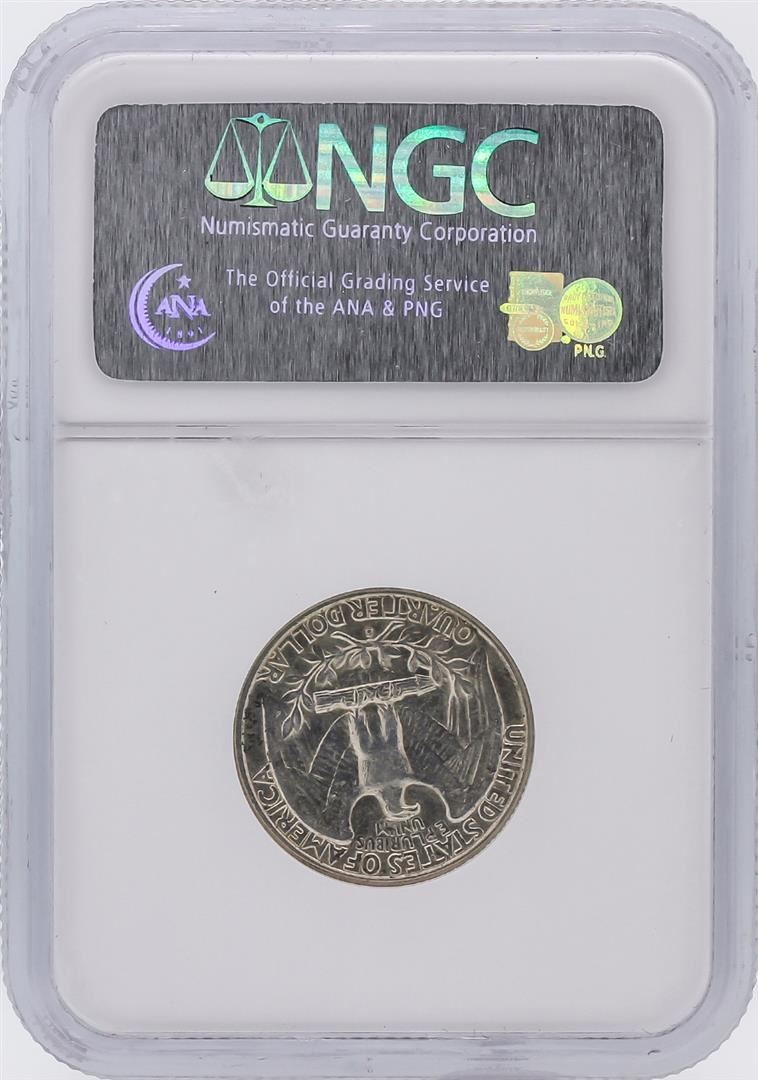 NGC
Numismatic Guaranty Corporation
The Official Grading Service
of the ANA & PNG
ANA
1891
P.N.G.
UNITED STATES OF AMERICA
E PLURIBUS
UNUM
QUARTER DOLLAR